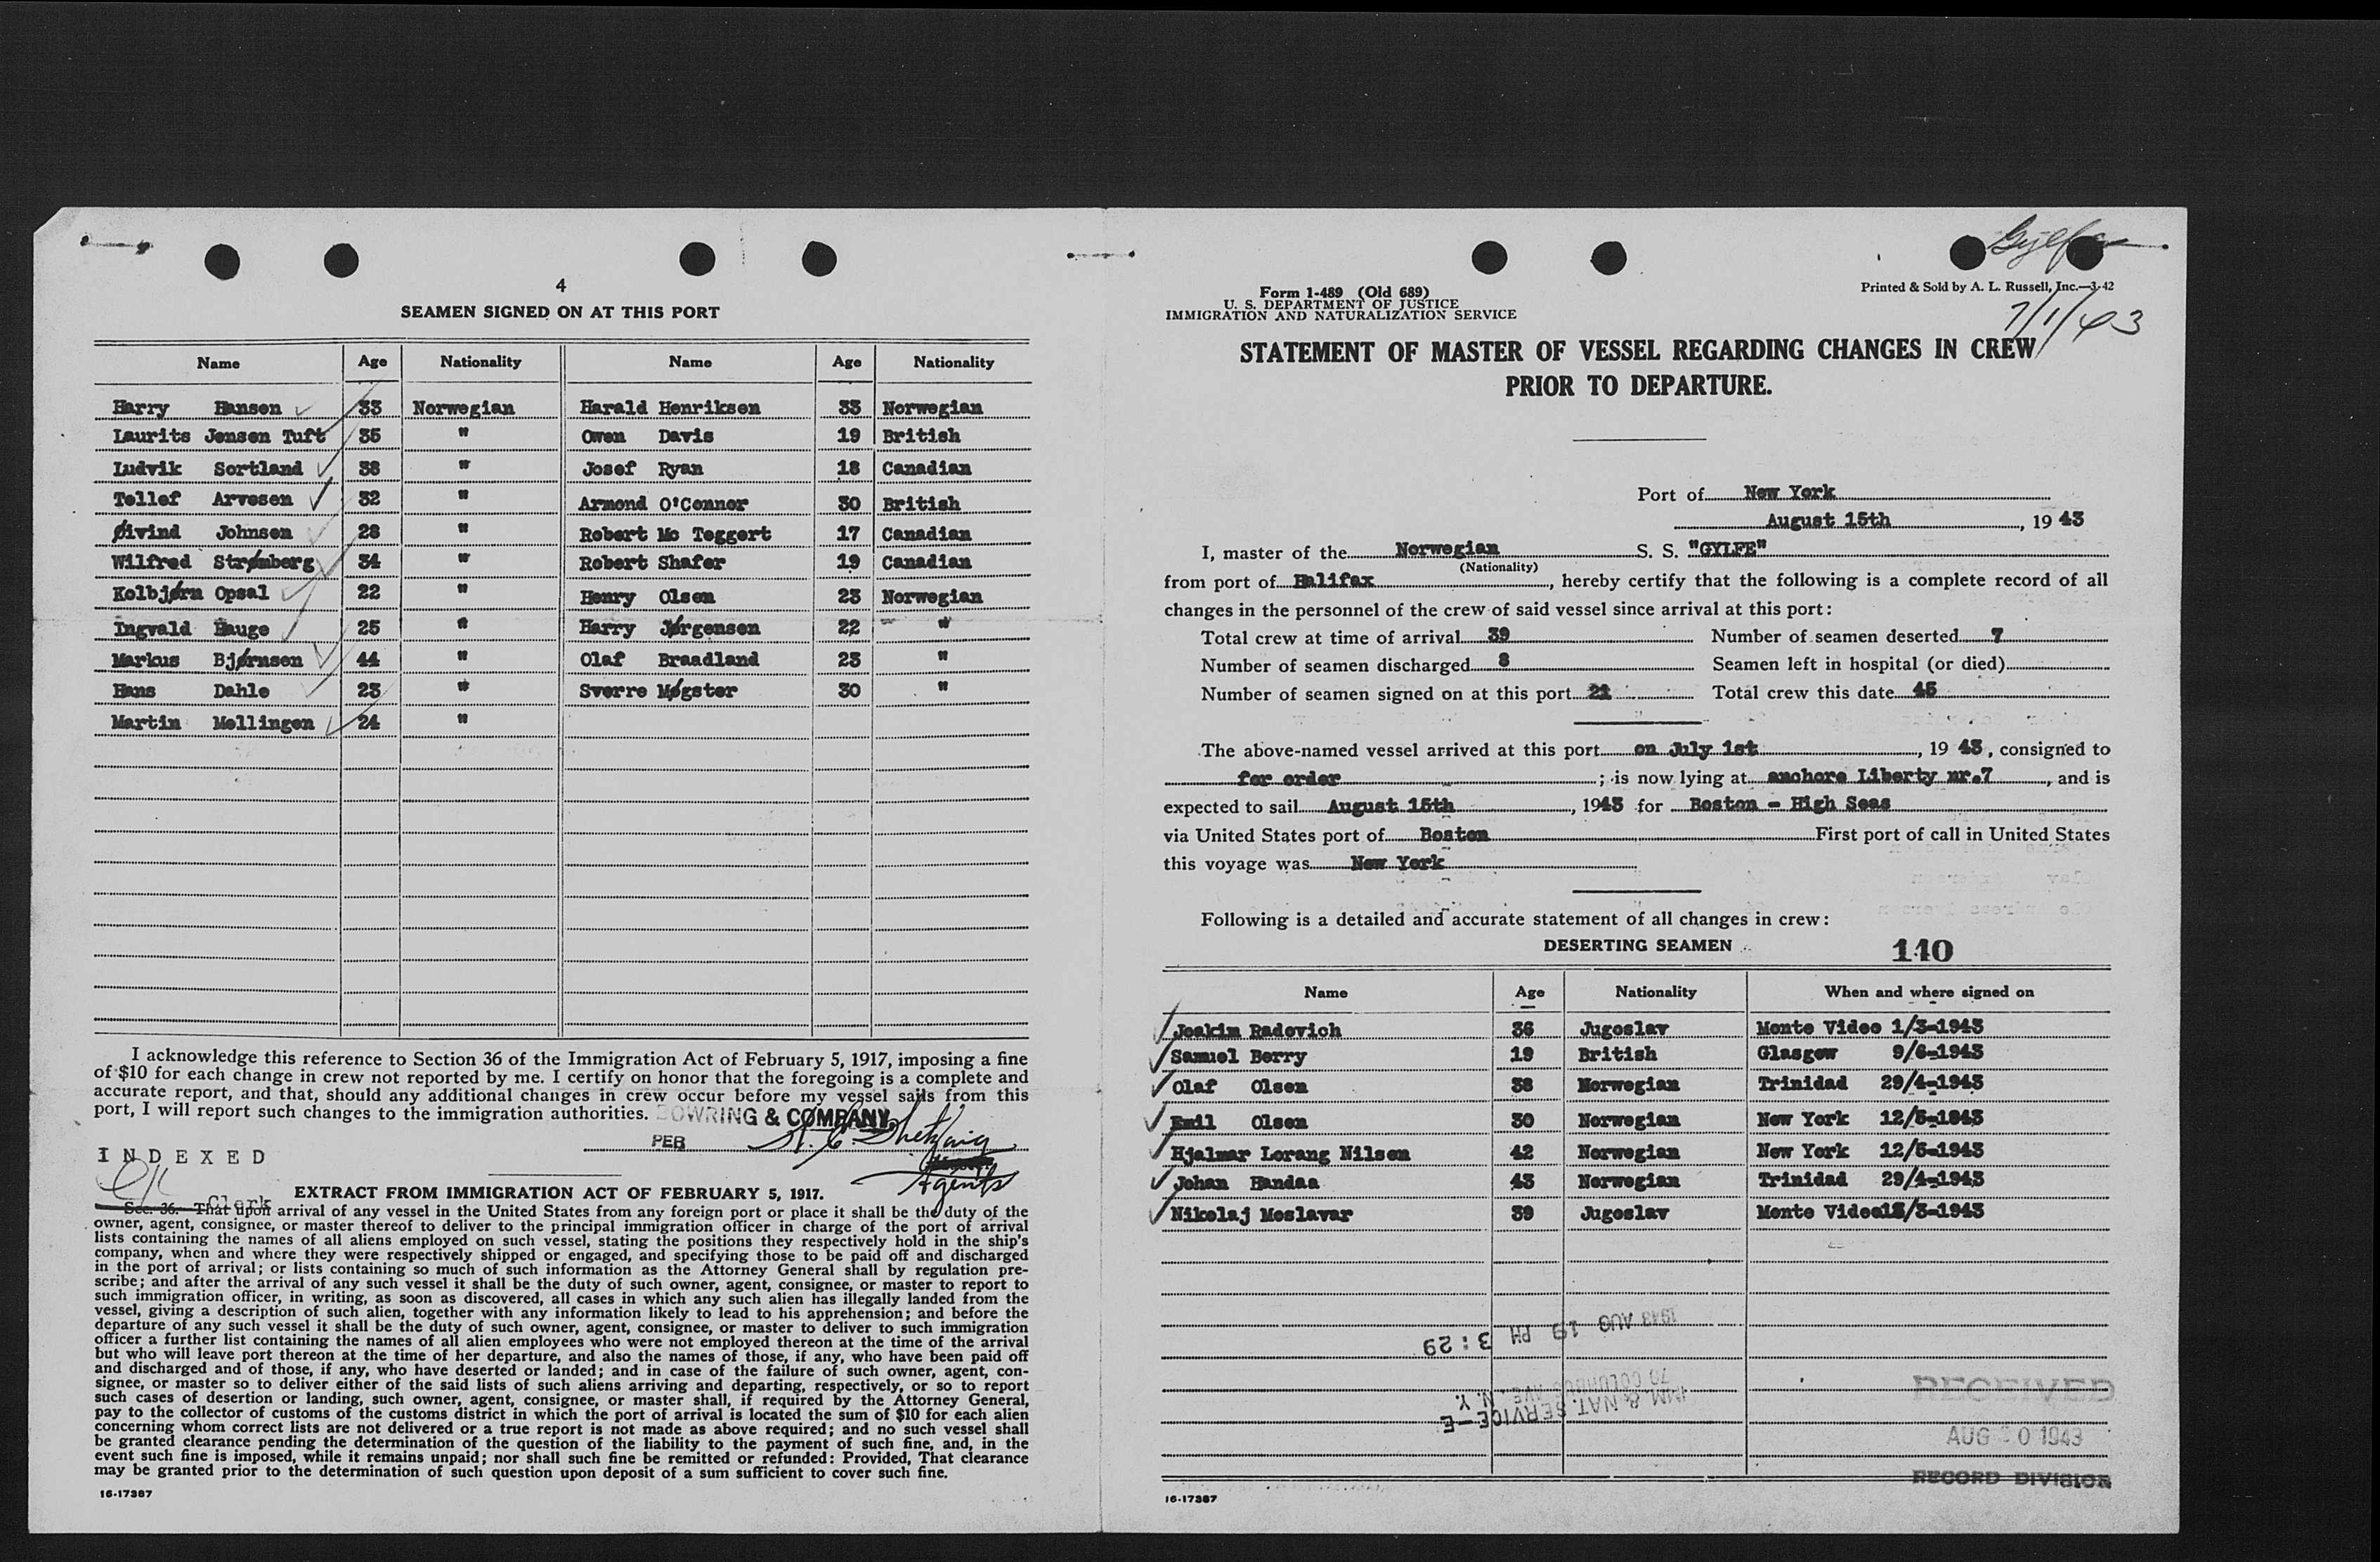 4
SEAMEN SIGNED ON AT THIS PORT
Name Age Nationality Name Age Nationality
Harry Hansen 33 Norwegian Harald Henriksen 33 Norwegian
Laurits Jensen Tuft 35 " Owen Davis 19 British
Ludvik Sortland 38 " Josef Ryan 18 Canadian
Tellef Arvesen 32 " Armond O'Connor 30 British
Øivind Johnsen 28 " Robert Mc Teggert 17 Canadian
Wilfred Strømberg 34 " Robert Shafer 19 Canadian
Kolbjørn Opsal 22 " Henry Olsen 23 Norwegian
Ingvald Hauge 25 " Harry Jørgensen 22 "
Markus Bjørnsen 44 " Olaf Braadland 23 "
Hans Dahle 23 " Sverre Møgster 30 "
Martin Mellingen 24 "
I acknowledge this reference to Section 36 of the Immigration Act of February 5, 1917, imposing a fine
of $10 for each change in crew not reported by me. I certify on honor that the foregoing is a complete and
accurate report, and that, should any additional changes in crew occur before my vessel sails from this
port, I will report such changes to the immigration authorities. BOWRING & COMPANY
PER
INDEXED
Agents
Clerk
EXTRACT FROM IMMIGRATION ACT OF FEBRUARY 5, 1917.
Sec. 36. That upon arrival of any vessel in the United States from any foreign port or place it shall be the duty of the
owner, agent, consignee, or master thereof to deliver to the principal immigration officer in charge of the port of arrival
lists containing the names of all aliens employed on such vessel, stating the positions they respectively hold in the ship's
company, when and where they were respectively shipped or engaged, and specifying those to be paid off and discharged
in the port of arrival; or lists containing so much of such information as the Attorney General shall by regulation pre-
scribe; and after the arrival of any such vessel it shall be the duty of such owner, agent, consignee, or master to report to
such immigration officer, in writing, as soon as discovered, all cases in which any such alien has illegally landed from the
vessel, giving a description of such alien, together with any information likely to lead to his apprehension; and before the
departure of any such vessel it shall be the duty of such owner, agent, consignee, or master to deliver to such immigration
officer a further list containing the names of all alien employees who were not employed thereon at the time of the arrival
but who will leave port thereon at the time of her departure, and also the names of those, if any, who have been paid off
and discharged and of those, if any, who have deserted or landed; and in case of the failure of such owner, agent, con-
signee, or master so to deliver either of the said lists of such aliens arriving and departing, respectively, or so to report
such cases of desertion or landing, such owner, agent, consignee, or master shall, if required by the Attorney General,
pay to the collector of customs of the customs district in which the port of arrival is located the sum of $10 for each alien
concerning whom correct lists are not delivered or a true report is not made as above required; and no such vessel shall
be granted clearance pending the determination of the question of the liability to the payment of such fine, and, in the
event such fine is imposed, while it remains unpaid; nor shall such fine be remitted or refunded: Provided, That clearance
may be granted prior to the determination of such question upon deposit of a sum sufficient to cover such fine.
16-17387
Form 1-489 (Old 689)
U. S. DEPARTMENT OF JUSTICE
IMMIGRATION AND NATURALIZATION SERVICE
Printed & Sold by A. L. Russell, Inc.—3-42
7/1/43
STATEMENT OF MASTER OF VESSEL REGARDING CHANGES IN CREW
PRIOR TO DEPARTURE.
Port of New York
August 15th, 1943
I, master of the Norwegian S. S. "GYLFE"
(Nationality)
from port of Halifax, hereby certify that the following is a complete record of all
changes in the personnel of the crew of said vessel since arrival at this port:
Total crew at time of arrival 39 Number of seamen deserted 7
Number of seamen discharged 8 Seamen left in hospital (or died)
Number of seamen signed on at this port 21 Total crew this date 45
The above-named vessel arrived at this port on July 1st, 1943, consigned to
for order; is now lying at anchore Liberty nr.7, and is
expected to sail August 15th, 1943 for Boston - High Seas
via United States port of Boston First port of call in United States
this voyage was New York
Following is a detailed and accurate statement of all changes in crew:
DESERTING SEAMEN 140
Name Age Nationality When and where signed on
Joakim Radovich 36 Jugoslav Monte Video 1/3-1943
Samuel Berry 19 British Glasgow 9/6-1943
Olaf Olsen 38 Norwegian Trinidad 29/4-1943
Emil Olsen 30 Norwegian New York 12/5-1943
Hjalmar Lorang Nilsen 42 Norwegian New York 12/5-1943
Johan Handaa 43 Norwegian Trinidad 29/4-1943
Nikolaj Moslavar 39 Jugoslav Monte Video 1/3-1943
1943 AUG 19 PM 3:29
IMM. & NAT. SERVICE-E
70 COLUMBUS AVE., N. Y.
RECEIVED
AUG 20 1943
RECORD DIVISION
16-17387